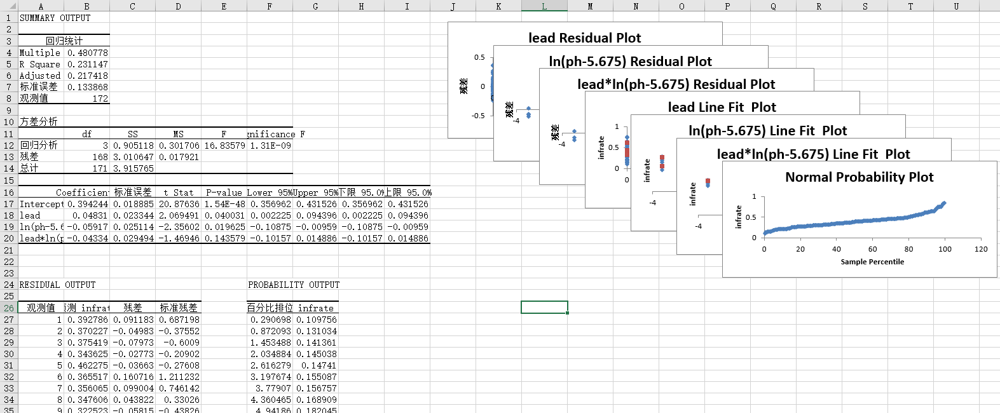 A B C D E F G H I J K L M N O P Q R S T U
1 SUMMARY OUTPUT
2
3 回归统计
4 Multiple 0.480778
5 R Square 0.231147
6 Adjusted 0.217418
7 标准误差 0.133868
8 观测值 172
9
10 方差分析
11 df SS MS F gnificance F
12 回归分析 3 0.905118 0.301706 16.83579 1.31E-09
13 残差 168 3.010647 0.017921
14 总计 171 3.915765
15
16 Coefficien 标准误差 t Stat P-value Lower 95% Upper 95% 下限 95.0% 上限 95.0%
17 Intercept 0.394244 0.018885 20.87636 1.54E-48 0.356962 0.431526 0.356962 0.431526
18 lead 0.04831 0.023344 2.069491 0.040031 0.002225 0.094396 0.002225 0.094396
19 ln(ph-5.6 -0.05917 0.025114 -2.35602 0.019625 -0.10875 -0.00959 -0.10875 -0.00959
20 lead*ln(p -0.04334 0.029494 -1.46946 0.143579 -0.10157 0.014886 -0.10157 0.014886
21
22
23
24 RESIDUAL OUTPUT PROBABILITY OUTPUT
25
26 观测值 测 infrat 残差 标准残差 百分比排位 infrate
27 1 0.392786 0.091183 0.687198 0.290698 0.109756
28 2 0.370227 -0.04983 -0.37552 0.872093 0.131034
29 3 0.375419 -0.07973 -0.6009 1.453488 0.141361
30 4 0.343625 -0.02773 -0.20902 2.034884 0.145038
31 5 0.462275 -0.03663 -0.27608 2.616279 0.14741
32 6 0.365517 0.160716 1.211232 3.197674 0.155087
33 7 0.356065 0.099004 0.746142 3.77907 0.156757
34 8 0.347606 0.043822 0.33026 4.360465 0.168909
35 9 0.322523 -0.05815 -0.43826 4.94186 0.182045
lead Residual Plot
0.5
0
-0.5
残差
ln(ph-5.675) Residual Plot
残差
-4
lead*ln(ph-5.675) Residual Plot
残差
-4
lead Line Fit Plot
1
0.5
0
0
infrate
ln(ph-5.675) Line Fit Plot
infrate
-4
lead*ln(ph-5.675) Line Fit Plot
infrate
-4
Normal Probability Plot
1
0.5
0
infrate
0 20 40 60 80 100 120
Sample Percentile